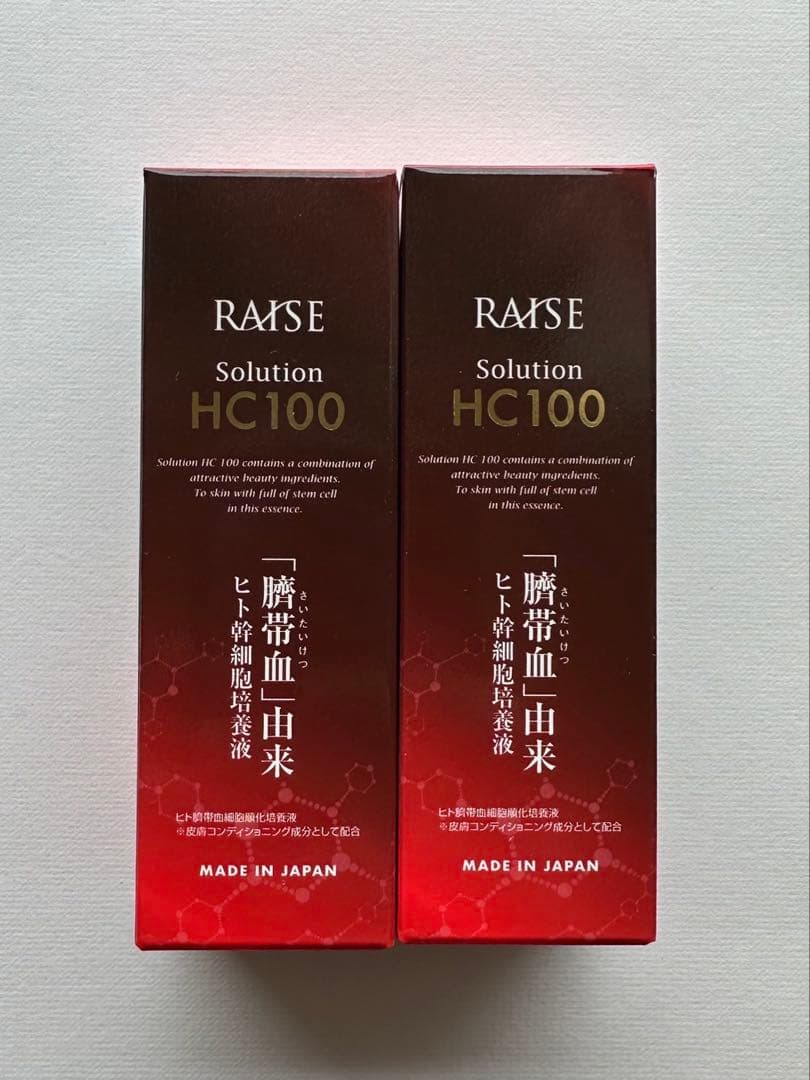 RAISE
Solution
HC100
Solution HC 100 contains a combination of
attractive beauty ingredients.
To skin with full of stem cell
in this essence.
「臍帯血」由来
さいたいけつ
ヒト幹細胞培養液
ヒト臍帯血細胞順化培養液
※皮膚コンディショニング成分として配合
MADE IN JAPAN
RAISE
Solution
HC100
Solution HC 100 contains a combination of
attractive beauty ingredients.
To skin with full of stem cell
in this essence.
「臍帯血」由来
さいたいけつ
ヒト幹細胞培養液
ヒト臍帯血細胞順化培養液
※皮膚コンディショニング成分として配合
MADE IN JAPAN